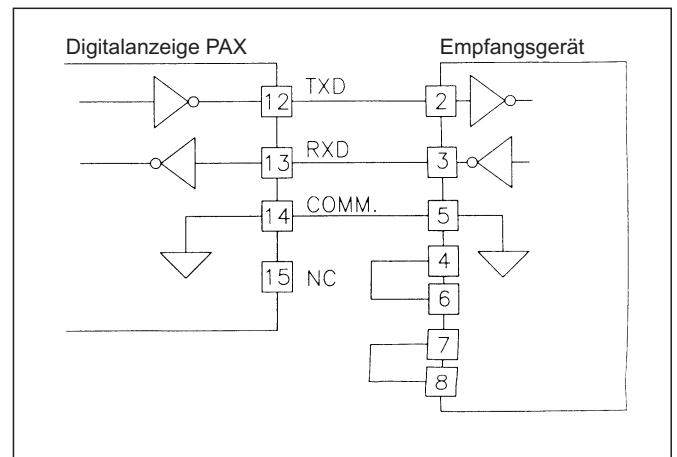 Digitalanzeige PAX
Empfangsgerät
12 TXD 2
13 RXD 3
14 COMM. 5
4
15 NC
6
7
8